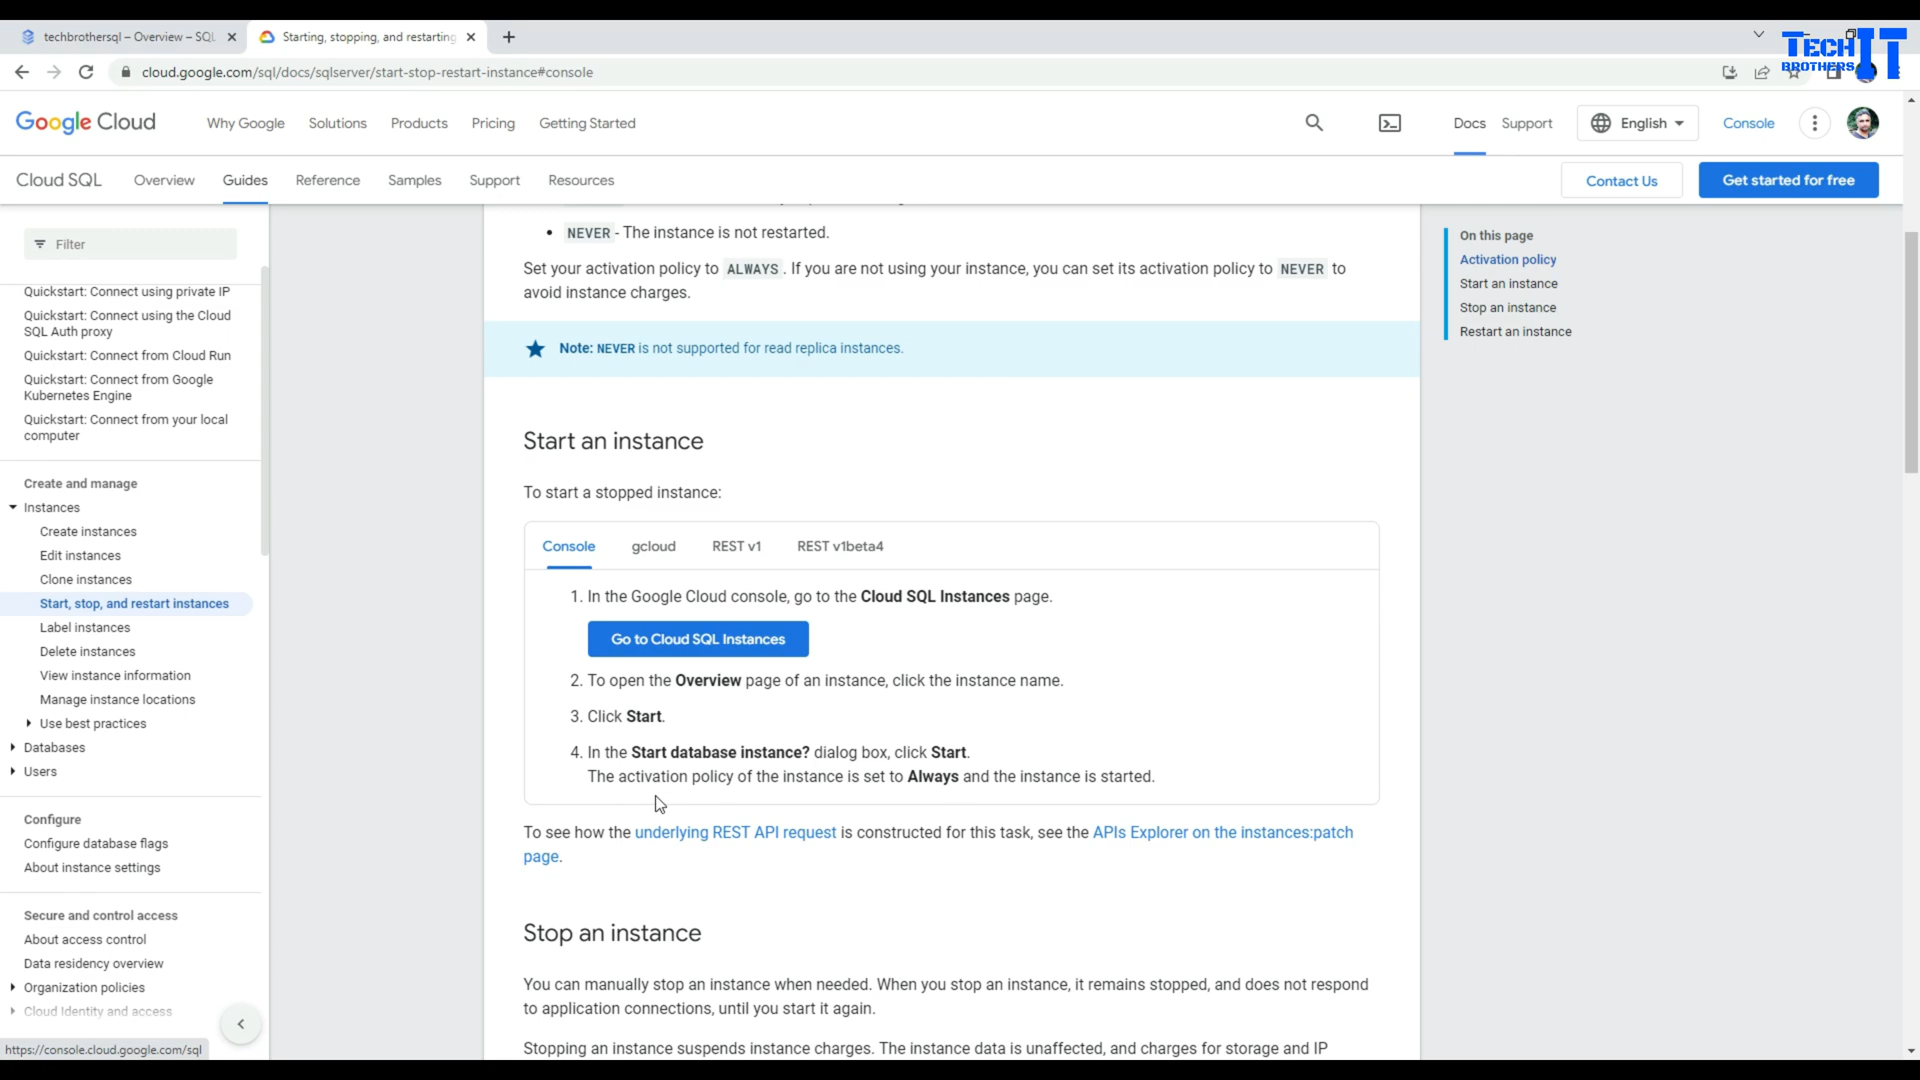 techbrothersql – Overview – SQL
Starting, stopping, and restarting
TECH IT
BROTHERS
cloud.google.com/sql/docs/sqlserver/start-stop-restart-instance#console
Google Cloud
Why Google
Solutions
Products
Pricing
Getting Started
Docs
Support
English
Console
Cloud SQL
Overview
Guides
Reference
Samples
Support
Resources
Contact Us
Get started for free
Filter
Quickstart: Connect using private IP
Quickstart: Connect using the Cloud
SQL Auth proxy
Quickstart: Connect from Cloud Run
Quickstart: Connect from Google
Kubernetes Engine
Quickstart: Connect from your local
computer
Create and manage
Instances
Create instances
Edit instances
Clone instances
Start, stop, and restart instances
Label instances
Delete instances
View instance information
Manage instance locations
Use best practices
Databases
Users
Configure
Configure database flags
About instance settings
Secure and control access
About access control
Data residency overview
Organization policies
Cloud Identity and access
https://console.cloud.google.com/sql
• NEVER - The instance is not restarted.
Set your activation policy to ALWAYS . If you are not using your instance, you can set its activation policy to NEVER to
avoid instance charges.
Note: NEVER is not supported for read replica instances.
Start an instance
To start a stopped instance:
Console
gcloud
REST v1
REST v1beta4
1. In the Google Cloud console, go to the Cloud SQL Instances page.
Go to Cloud SQL Instances
2. To open the Overview page of an instance, click the instance name.
3. Click Start.
4. In the Start database instance? dialog box, click Start.
The activation policy of the instance is set to Always and the instance is started.
To see how the underlying REST API request is constructed for this task, see the APIs Explorer on the instances:patch
page.
Stop an instance
You can manually stop an instance when needed. When you stop an instance, it remains stopped, and does not respond
to application connections, until you start it again.
Stopping an instance suspends instance charges. The instance data is unaffected, and charges for storage and IP
On this page
Activation policy
Start an instance
Stop an instance
Restart an instance